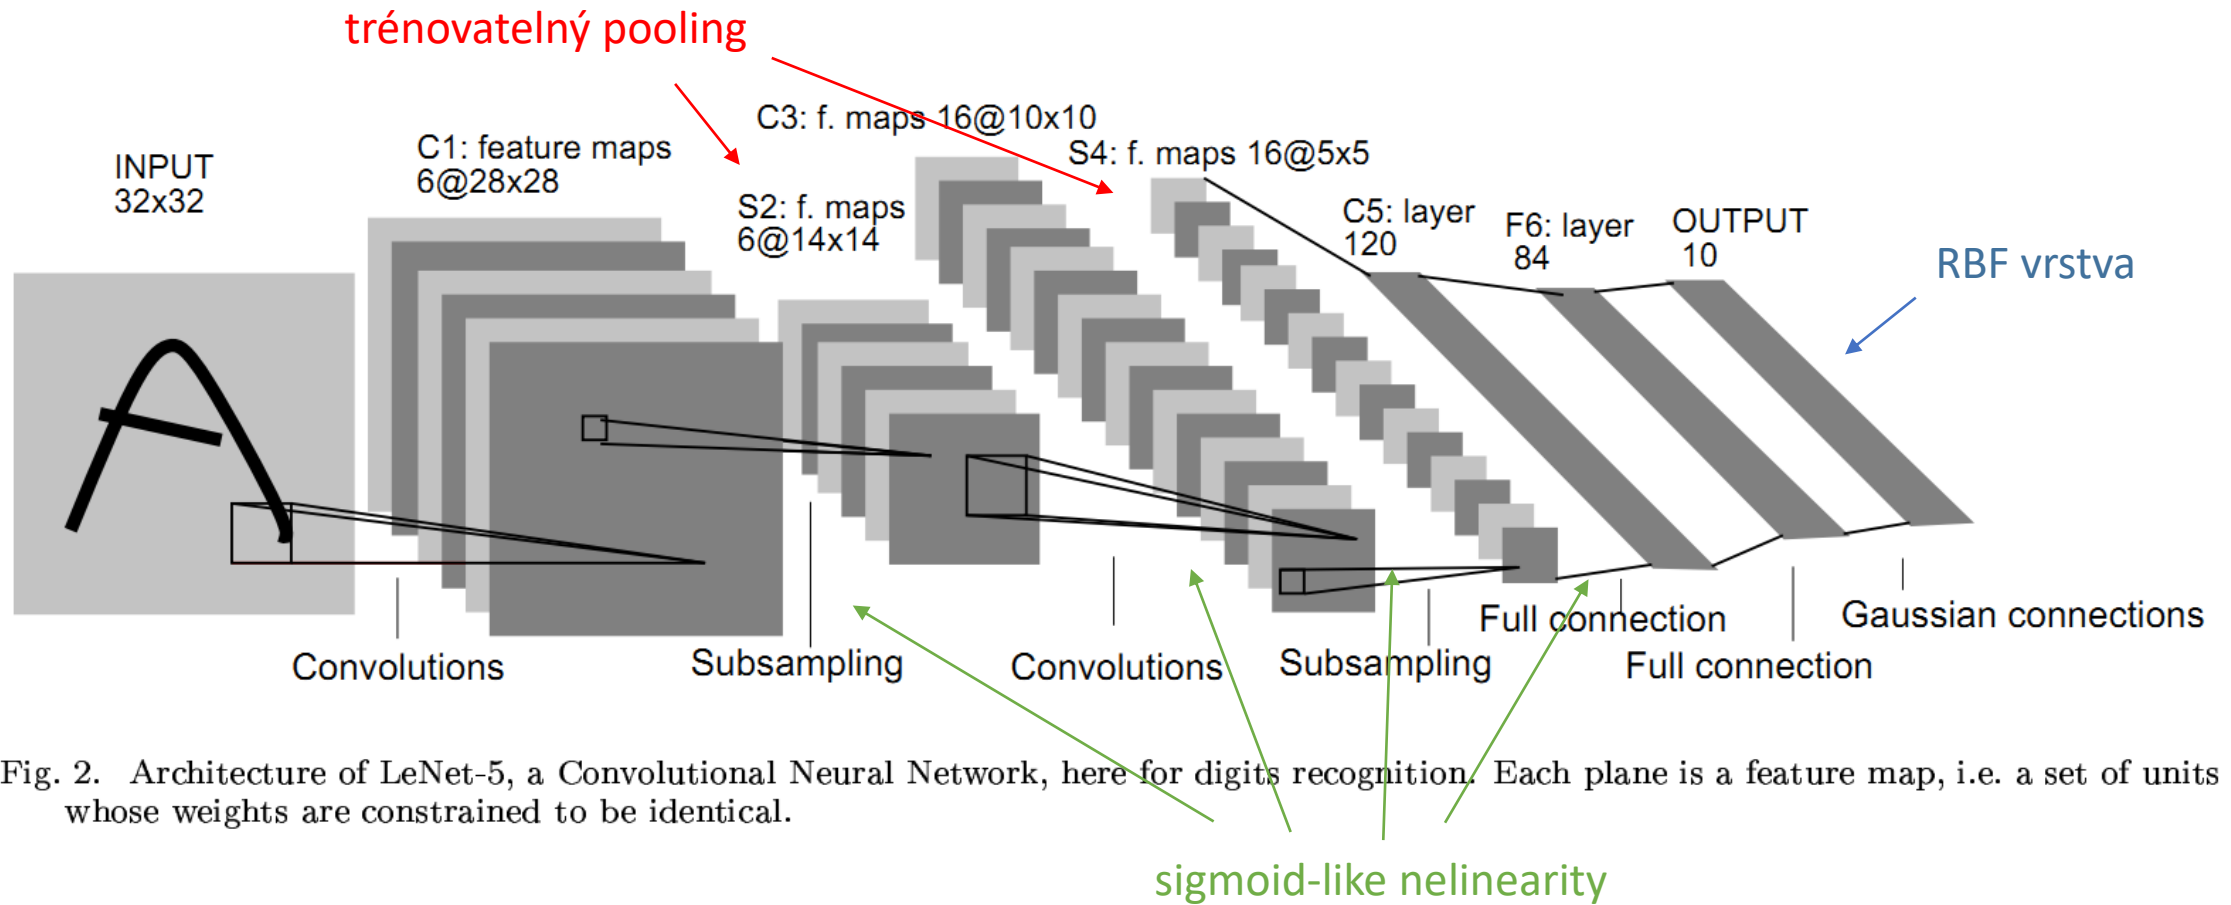 trénovatelný pooling
C3: f. maps 16@10x10
C1: feature maps
6@28x28
S4: f. maps 16@5x5
INPUT
32x32
S2: f. maps
6@14x14
C5: layer
120
F6: layer
84
OUTPUT
10
RBF vrstva
Convolutions
Subsampling
Convolutions
Subsampling
Full connection
Full connection
Gaussian connections
Fig. 2. Architecture of LeNet-5, a Convolutional Neural Network, here for digits recognition. Each plane is a feature map, i.e. a set of units
whose weights are constrained to be identical.
sigmoid-like nelinearity